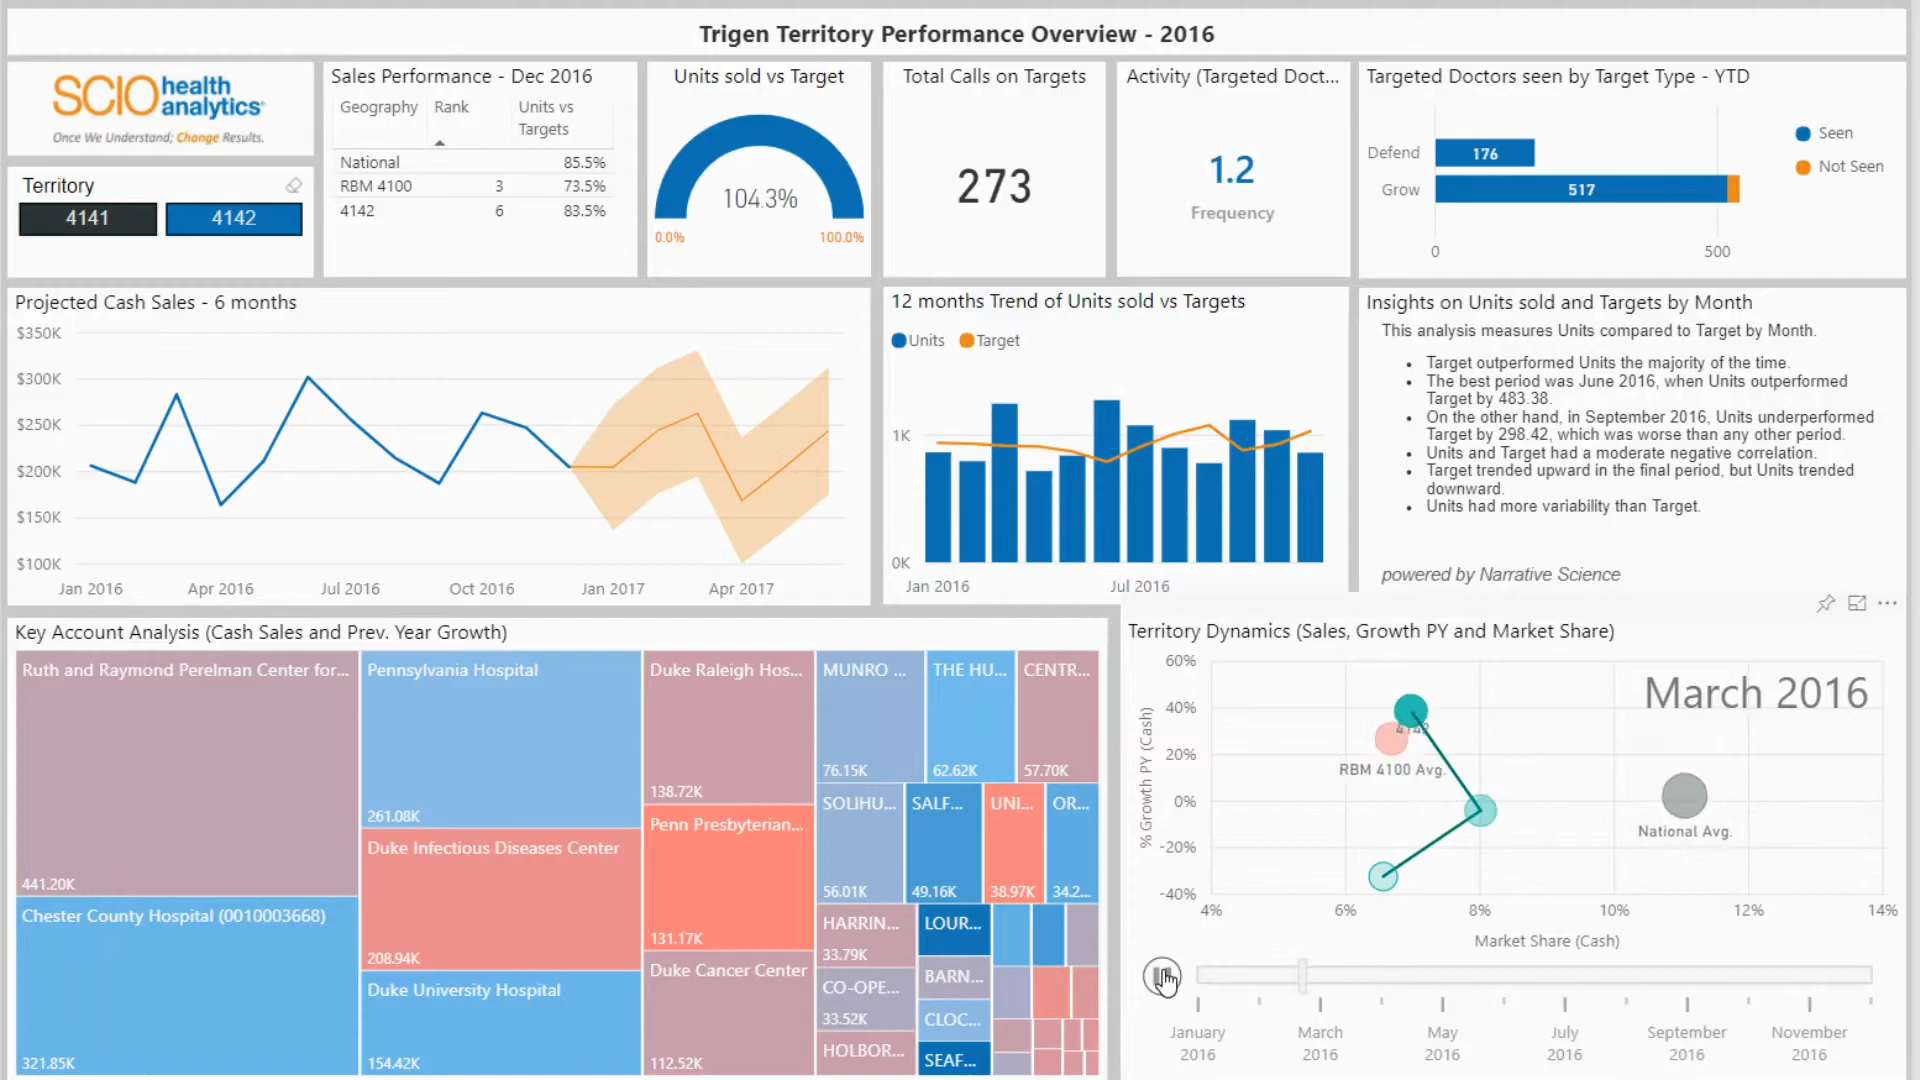 Trigen Territory Performance Overview - 2016
SCIO health analytics
Once We Understand; Change Results.
Territory
4141
4142
Sales Performance - Dec 2016
Geography Rank Units vs Targets
National 85.5%
RBM 4100 3 73.5%
4142 6 83.5%
Units sold vs Target
104.3%
0.0% 100.0%
Total Calls on Targets
273
Activity (Targeted Doct...
1.2
Frequency
Targeted Doctors seen by Target Type - YTD
Defend 176
Grow 517
0 500
Seen
Not Seen
Projected Cash Sales - 6 months
$350K
$300K
$250K
$200K
$150K
$100K
Jan 2016 Apr 2016 Jul 2016 Oct 2016 Jan 2017 Apr 2017
12 months Trend of Units sold vs Targets
Units Target
1K
0K
Jan 2016 Jul 2016
Insights on Units sold and Targets by Month
This analysis measures Units compared to Target by Month.
• Target outperformed Units the majority of the time.
• The best period was June 2016, when Units outperformed
Target by 483.38.
• On the other hand, in September 2016, Units underperformed
Target by 298.42, which was worse than any other period.
• Units and Target had a moderate negative correlation.
• Target trended upward in the final period, but Units trended
downward.
• Units had more variability than Target.
powered by Narrative Science
Key Account Analysis (Cash Sales and Prev. Year Growth)
Ruth and Raymond Perelman Center for...
441.20K
Chester County Hospital (0010003668)
321.85K
Pennsylvania Hospital
261.08K
Duke Infectious Diseases Center
208.94K
Duke University Hospital
154.42K
Duke Raleigh Hos...
138.72K
Penn Presbyterian...
131.17K
Duke Cancer Center
112.52K
MUNRO ...
76.15K
THE HU...
62.62K
CENTR...
57.70K
SOLIHU...
56.01K
SALF...
49.16K
UNI...
38.97K
OR...
34.2...
HARRIN...
33.79K
CO-OPE...
33.52K
HOLBOR...
LOUR...
BARN...
CLOC...
SEAF...
Territory Dynamics (Sales, Growth PY and Market Share)
March 2016
% Growth PY (Cash)
60%
40%
20%
0%
-20%
-40%
4142
RBM 4100 Avg.
National Avg.
4% 6% 8% 10% 12% 14%
Market Share (Cash)
January 2016
March 2016
May 2016
July 2016
September 2016
November 2016